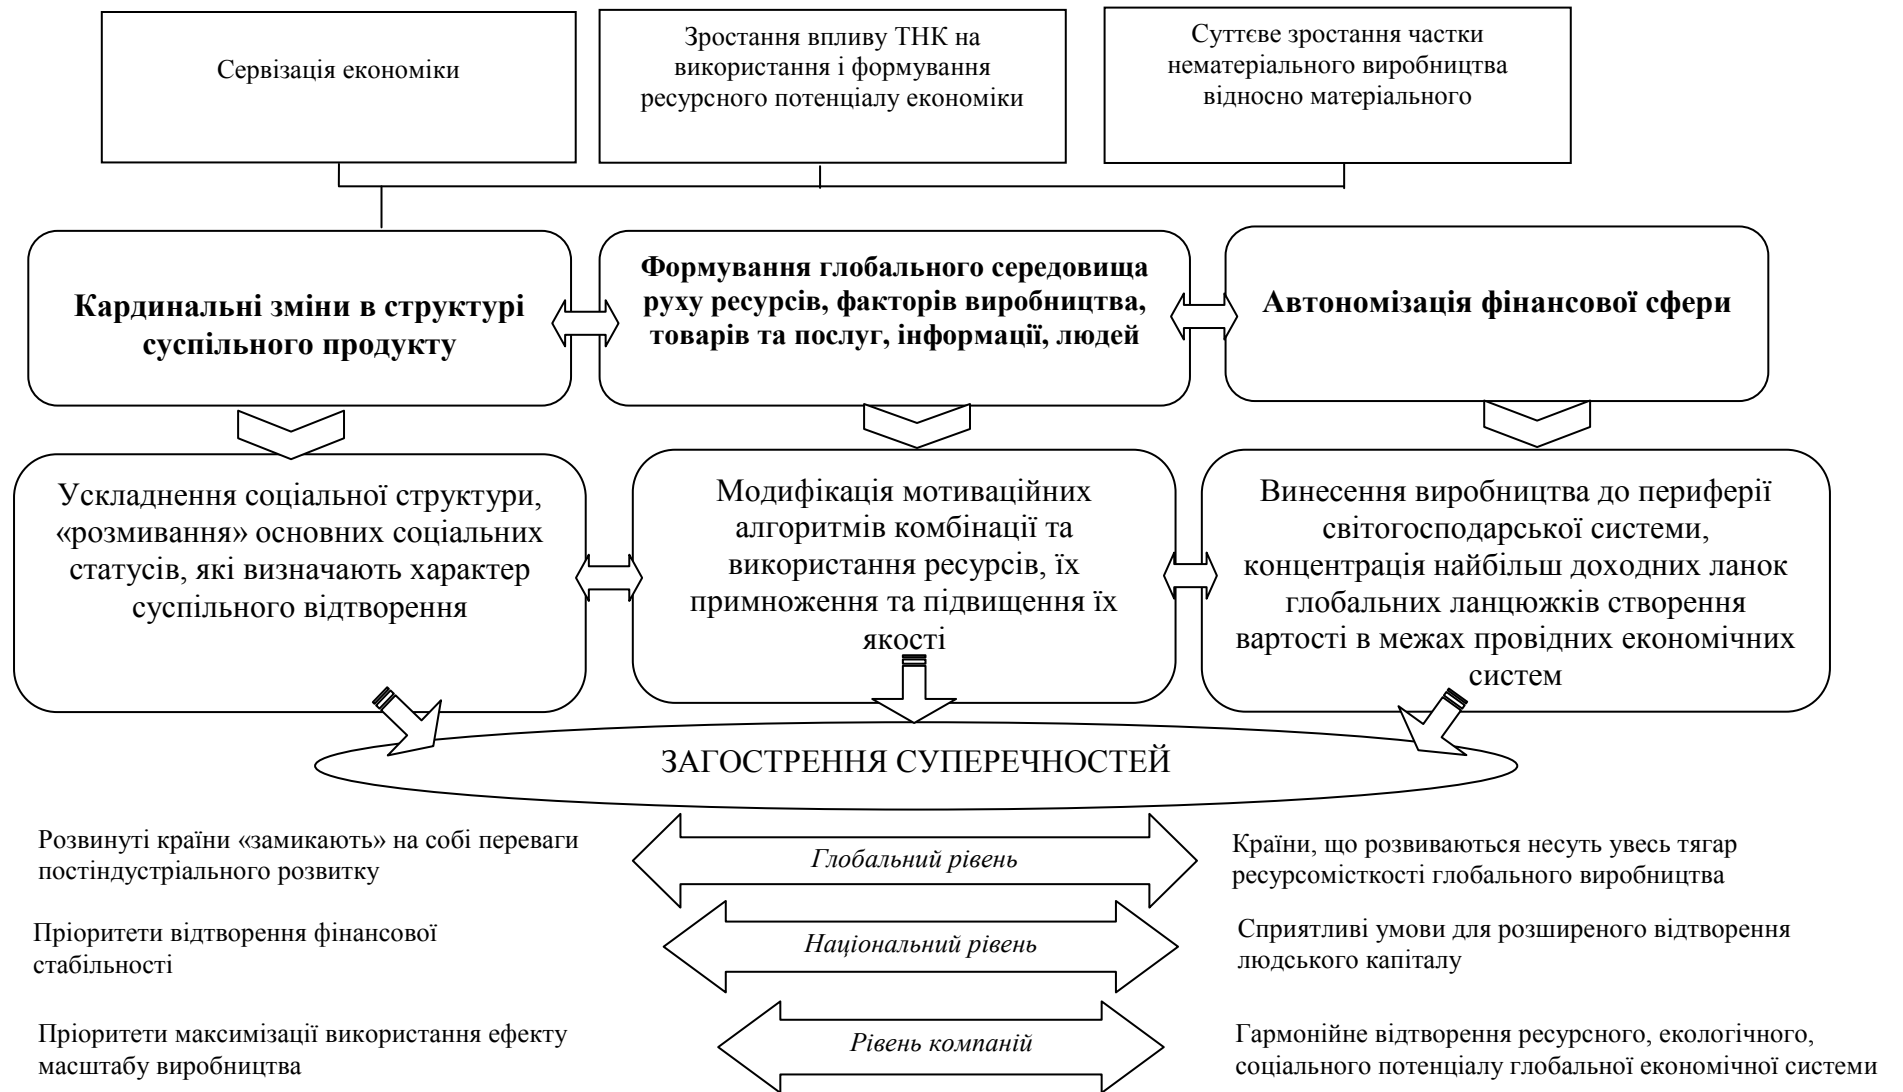 Сервізація економіки
Зростання впливу ТНК на
використання і формування
ресурсного потенціалу економіки
Суттєве зростання частки
нематеріального виробництва
відносно матеріального
Кардинальні зміни в структурі
суспільного продукту
Формування глобального середовища
руху ресурсів, факторів виробництва,
товарів та послуг, інформації, людей
Автономізація фінансової сфери
Ускладнення соціальної структури,
«розмивання» основних соціальних
статусів, які визначають характер
суспільного відтворення
Модифікація мотиваційних
алгоритмів комбінації та
використання ресурсів, їх
примноження та підвищення їх
якості
Винесення виробництва до периферії
світогосподарської системи,
концентрація найбільш доходних ланок
глобальних ланцюжків створення
вартості в межах провідних економічних
систем
ЗАГОСТРЕННЯ СУПЕРЕЧНОСТЕЙ
Розвинуті країни «замикають» на собі переваги
постіндустріального розвитку
Глобальний рівень
Країни, що розвиваються несуть увесь тягар
ресурсомісткості глобального виробництва
Пріоритети відтворення фінансової
стабільності
Національний рівень
Сприятливі умови для розширеного відтворення
людського капіталу
Пріоритети максимізації використання ефекту
масштабу виробництва
Рівень компаній
Гармонійне відтворення ресурсного, екологічного,
соціального потенціалу глобальної економічної системи